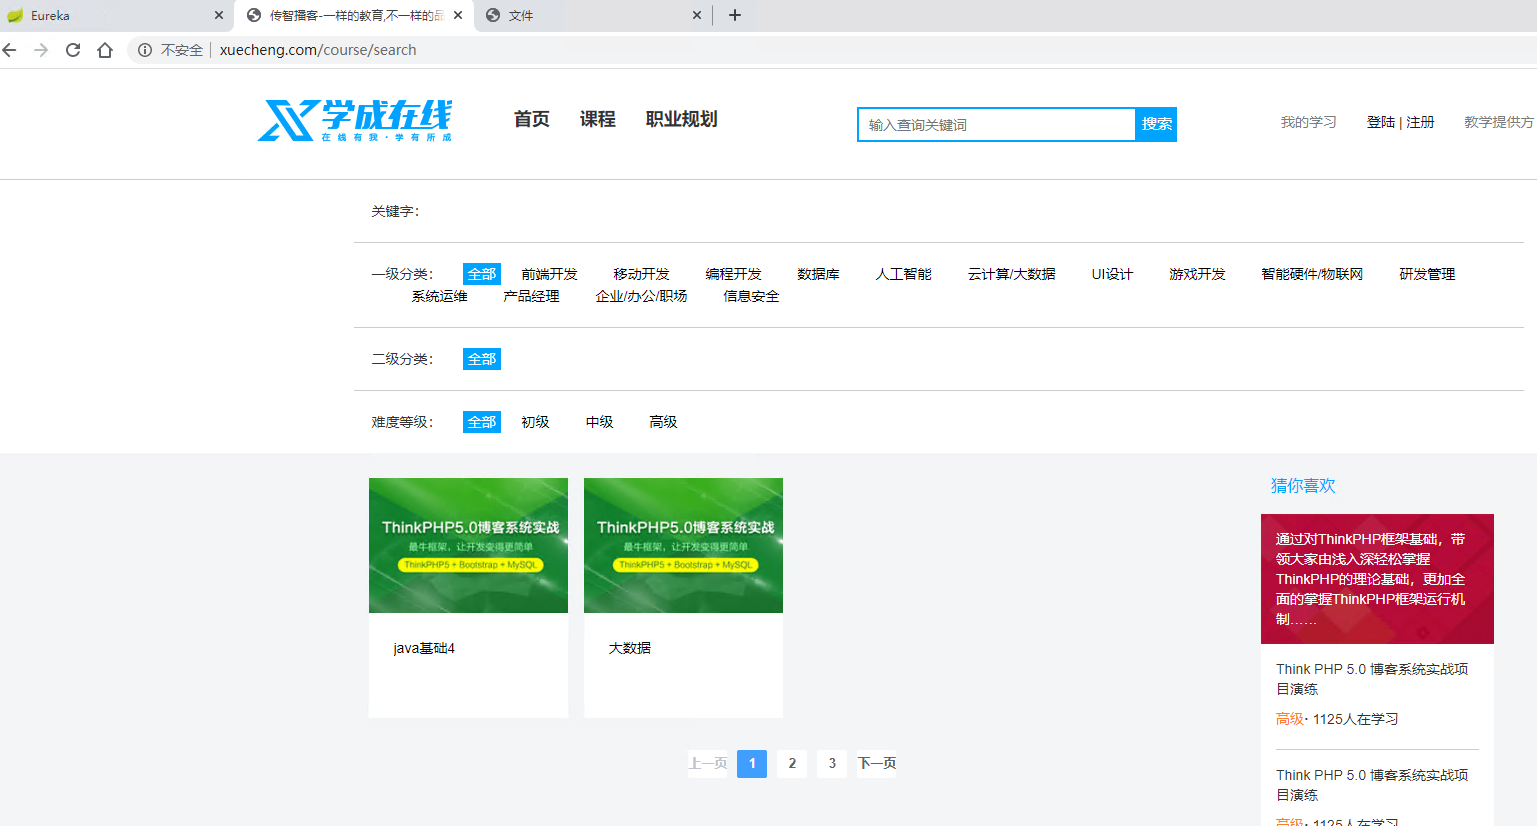 Eureka
传智播客-一样的教育,不一样的品
文件
不安全
xuecheng.com/course/search
学成在线
在线有我·学有所成
首页
课程
职业规划
输入查询关键词
搜索
我的学习
登陆 | 注册
教学提供方
关键字：
一级分类： 全部 前端开发 移动开发 编程开发 数据库 人工智能 云计算/大数据 UI设计 游戏开发 智能硬件/物联网 研发管理
系统运维 产品经理 企业/办公/职场 信息安全
二级分类： 全部
难度等级： 全部 初级 中级 高级
ThinkPHP5.0博客系统实战
最牛框架，让开发变得更简单
ThinkPHP5 + Bootstrap + MySQL
java基础4
ThinkPHP5.0博客系统实战
最牛框架，让开发变得更简单
ThinkPHP5 + Bootstrap + MySQL
大数据
上一页 1 2 3 下一页
猜你喜欢
通过对ThinkPHP框架基础，带
领大家由浅入深轻松掌握
ThinkPHP的理论基础，更加全
面的掌握ThinkPHP框架运行机
制……
Think PHP 5.0 博客系统实战项
目演练
高级· 1125人在学习
Think PHP 5.0 博客系统实战项
目演练
高级· 1125人在学习